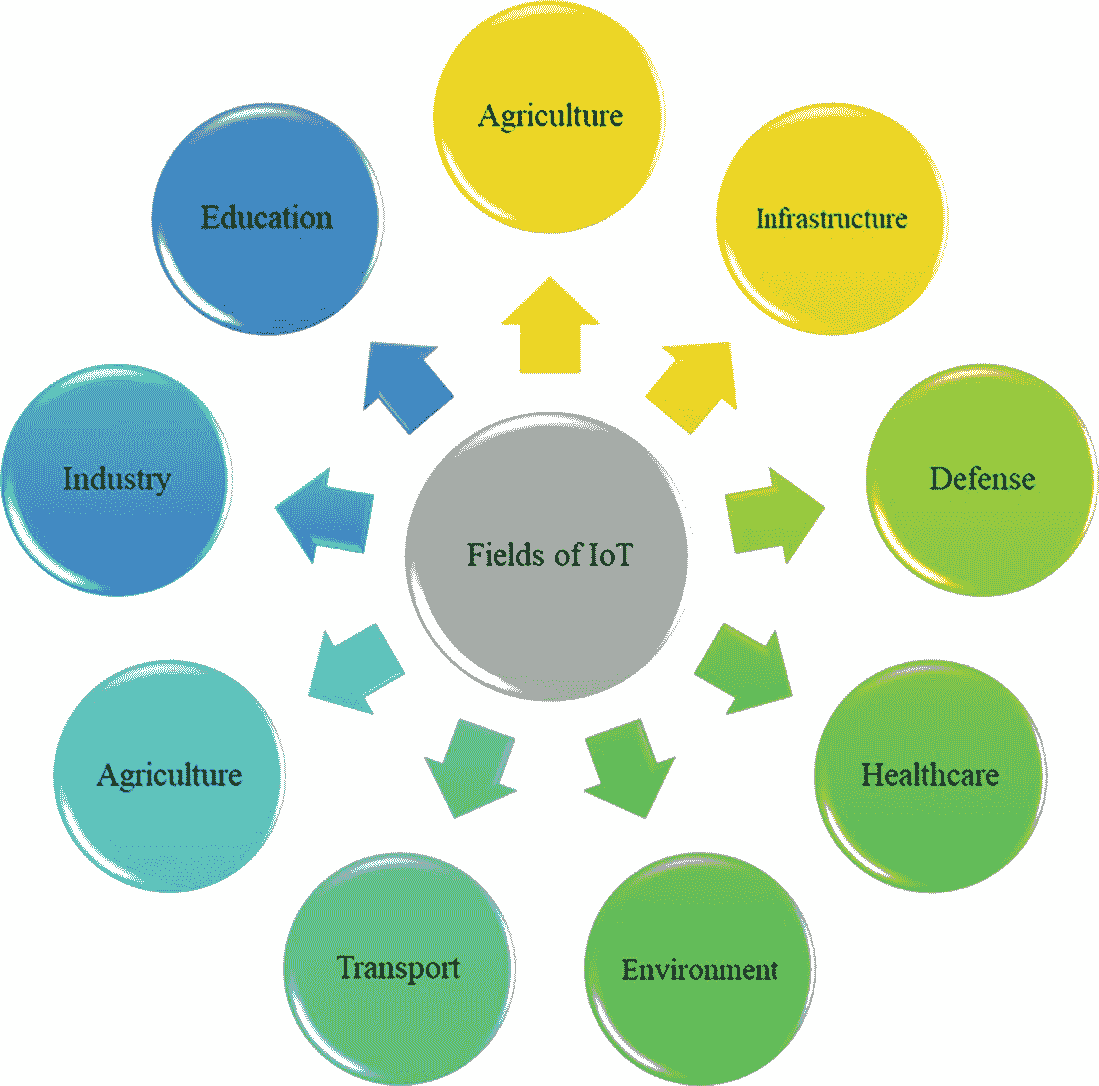 Agriculture
Education
Infrastructure
Industry
Defense
Fields of IoT
Agriculture
Healthcare
Transport
Environment